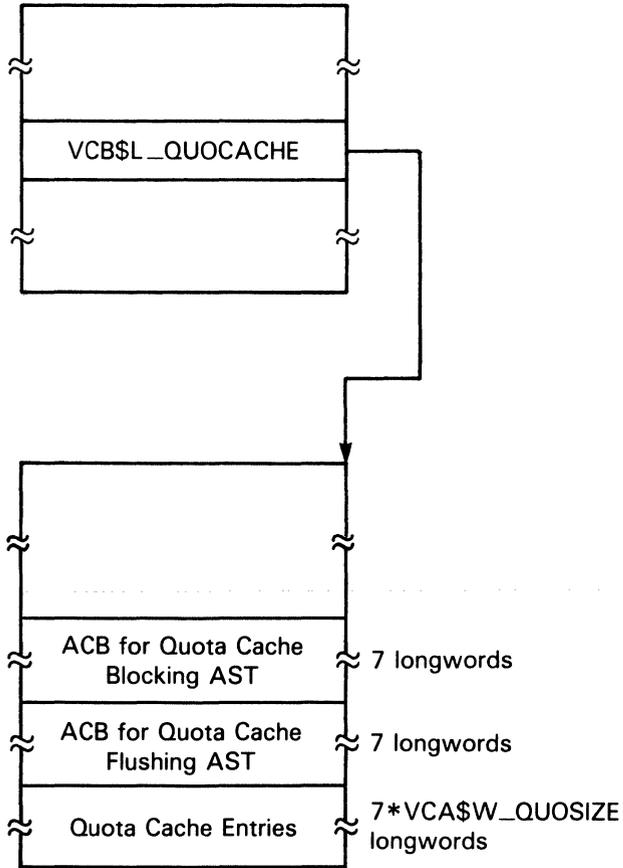 VCB$L_QUOCACHE
ACB for Quota Cache
Blocking AST
7 longwords
ACB for Quota Cache
Flushing AST
7 longwords
Quota Cache Entries
7*VCA$W_QUOSIZE
longwords